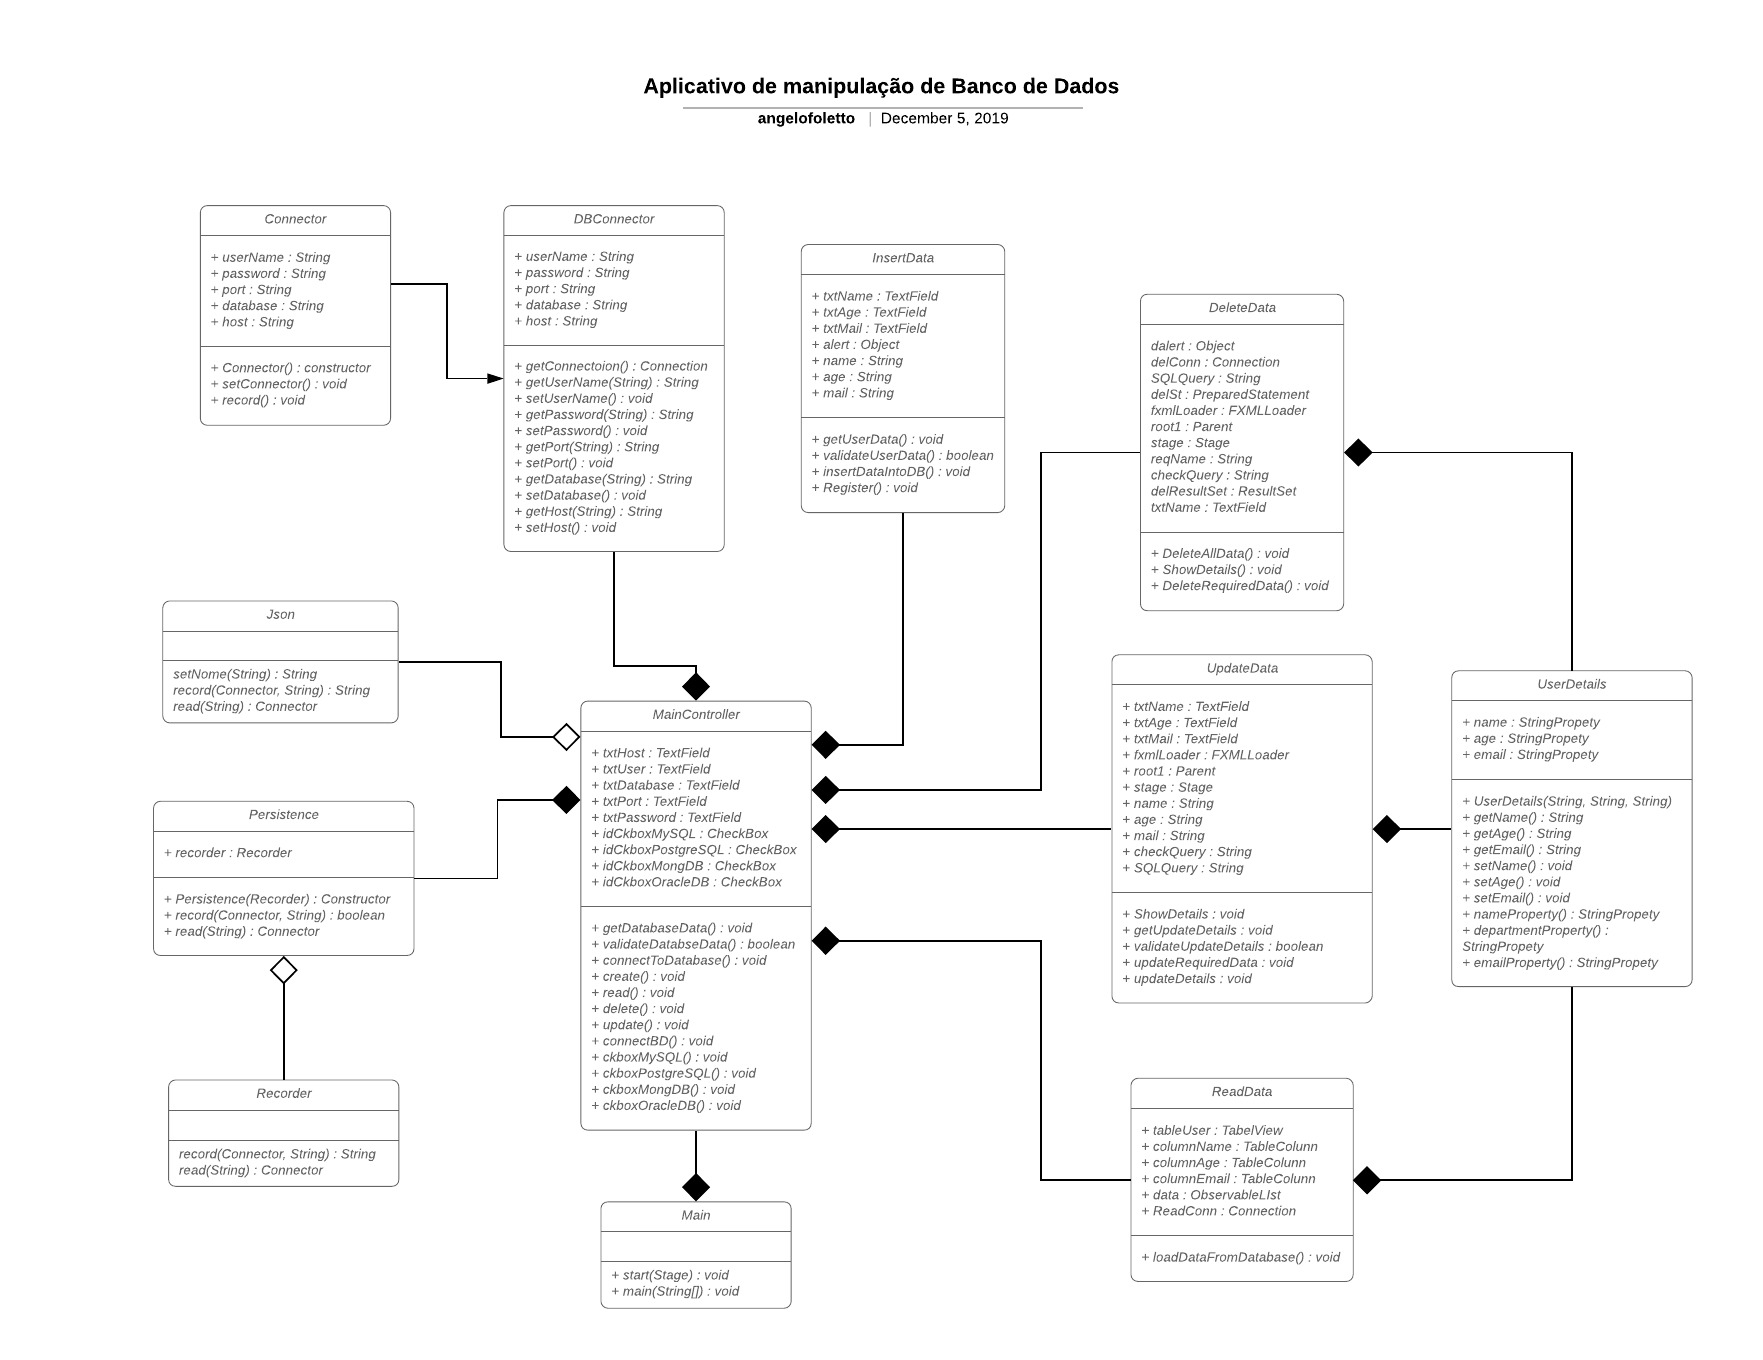 Aplicativo de manipulação de Banco de Dados
angelofoletto | December 5, 2019
Connector
+ userName : String
+ password : String
+ port : String
+ database : String
+ host : String
+ Connector() : constructor
+ setConnector() : void
+ record() : void
DBConnector
+ userName : String
+ password : String
+ port : String
+ database : String
+ host : String
+ getConnectoion() : Connection
+ getUserName(String) : String
+ setUserName() : void
+ getPassword(String) : String
+ setPassword() : void
+ getPort(String) : String
+ setPort() : void
+ getDatabase(String) : String
+ setDatabase() : void
+ getHost(String) : String
+ setHost() : void
InsertData
+ txtName : TextField
+ txtAge : TextField
+ txtMail : TextField
+ alert : Object
+ name : String
+ age : String
+ mail : String
+ getUserData() : void
+ validateUserData() : boolean
+ insertDataIntoDB() : void
+ Register() : void
DeleteData
dalert : Object
delConn : Connection
SQLQuery : String
delSt : PreparedStatement
fxmlLoader : FXMLLoader
root1 : Parent
stage : Stage
reqName : String
checkQuery : String
delResultSet : ResultSet
txtName : TextField
+ DeleteAllData() : void
+ ShowDetails() : void
+ DeleteRequiredData() : void
Json
setNome(String) : String
record(Connector, String) : String
read(String) : Connector
MainController
+ txtHost : TextField
+ txtUser : TextField
+ txtDatabase : TextField
+ txtPort : TextField
+ txtPassword : TextField
+ idCkboxMySQL : CheckBox
+ idCkboxPostgreSQL : CheckBox
+ idCkboxMongDB : CheckBox
+ idCkboxOracleDB : CheckBox
+ getDatabaseData() : void
+ validateDatabseData() : boolean
+ connectToDatabase() : void
+ create() : void
+ read() : void
+ delete() : void
+ update() : void
+ connectBD() : void
+ ckboxMySQL() : void
+ ckboxPostgreSQL() : void
+ ckboxMongDB() : void
+ ckboxOracleDB() : void
UpdateData
+ txtName : TextField
+ txtAge : TextField
+ txtMail : TextField
+ fxmlLoader : FXMLLoader
+ root1 : Parent
+ stage : Stage
+ name : String
+ age : String
+ mail : String
+ checkQuery : String
+ SQLQuery : String
+ ShowDetails : void
+ getUpdateDetails : void
+ validateUpdateDetails : boolean
+ updateRequiredData : void
+ updateDetails : void
UserDetails
+ name : StringPropety
+ age : StringPropety
+ email : StringPropety
+ UserDetails(String, String, String)
+ getName() : String
+ getAge() : String
+ getEmail() : String
+ setName() : void
+ setAge() : void
+ setEmail() : void
+ nameProperty() : StringPropety
+ departmentProperty() :
StringPropety
+ emailProperty() : StringPropety
Persistence
+ recorder : Recorder
+ Persistence(Recorder) : Constructor
+ record(Connector, String) : boolean
+ read(String) : Connector
Recorder
record(Connector, String) : String
read(String) : Connector
Main
+ start(Stage) : void
+ main(String[]) : void
ReadData
+ tableUser : TabelView
+ columnName : TableColunn
+ columnAge : TableColunn
+ columnEmail : TableColunn
+ data : ObservableLIst
+ ReadConn : Connection
+ loadDataFromDatabase() : void